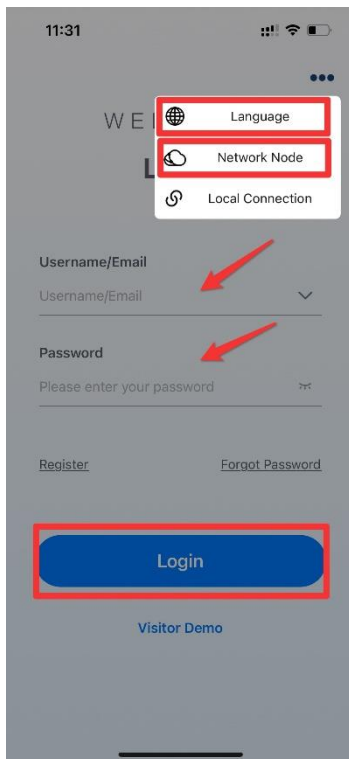 11:31
WE
L
Language
Network Node
Local Connection
Username/Email
Username/Email
Password
Please enter your password
Register
Forgot Password
Login
Visitor Demo